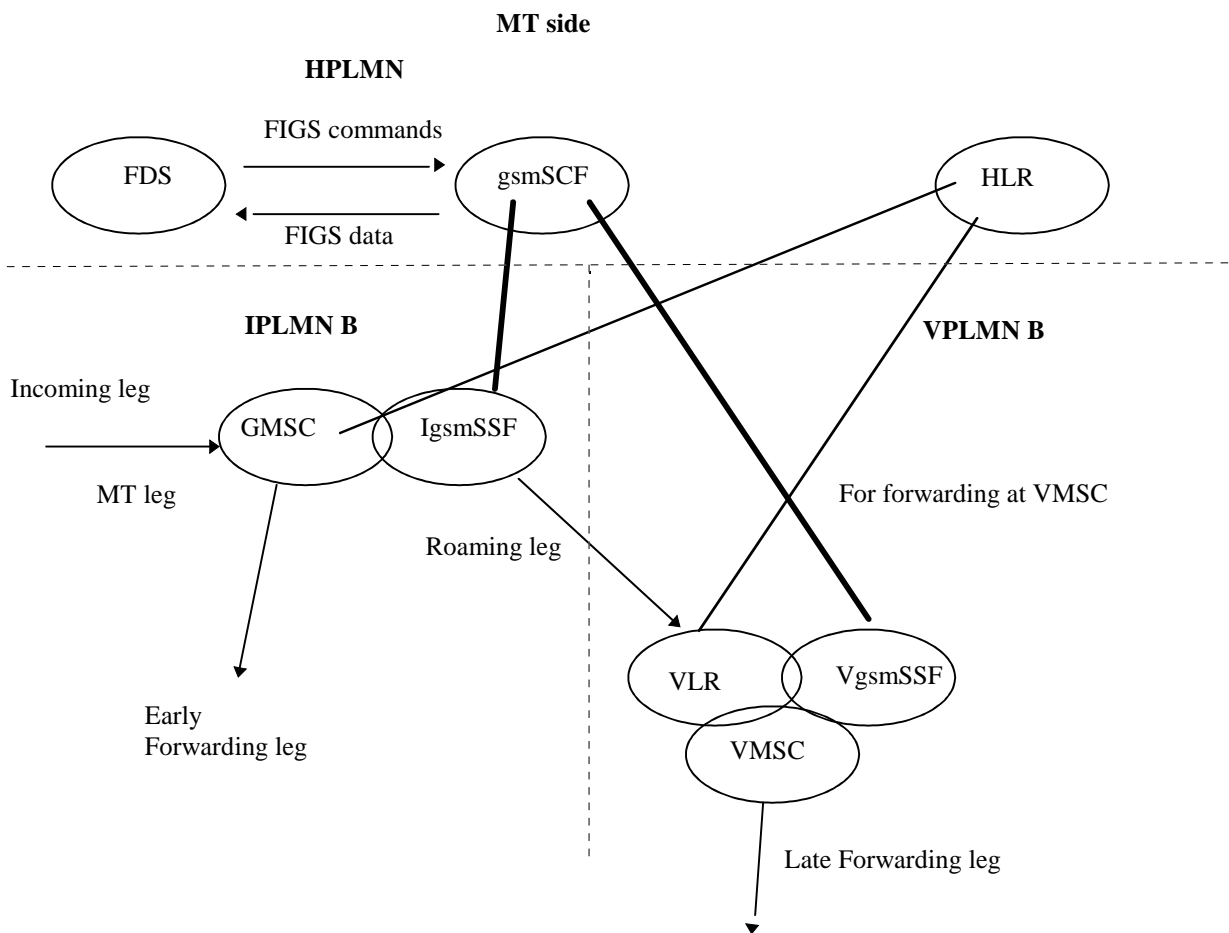 MT side
HPLMN
FIGS commands
FDS
gsmSCF
HLR
FIGS data
IPLMN B
VPLMN B
Incoming leg
GMSC
IgsmSSF
MT leg
For forwarding at VMSC
Roaming leg
VLR
VgsmSSF
Early
Forwarding leg
VMSC
Late Forwarding leg